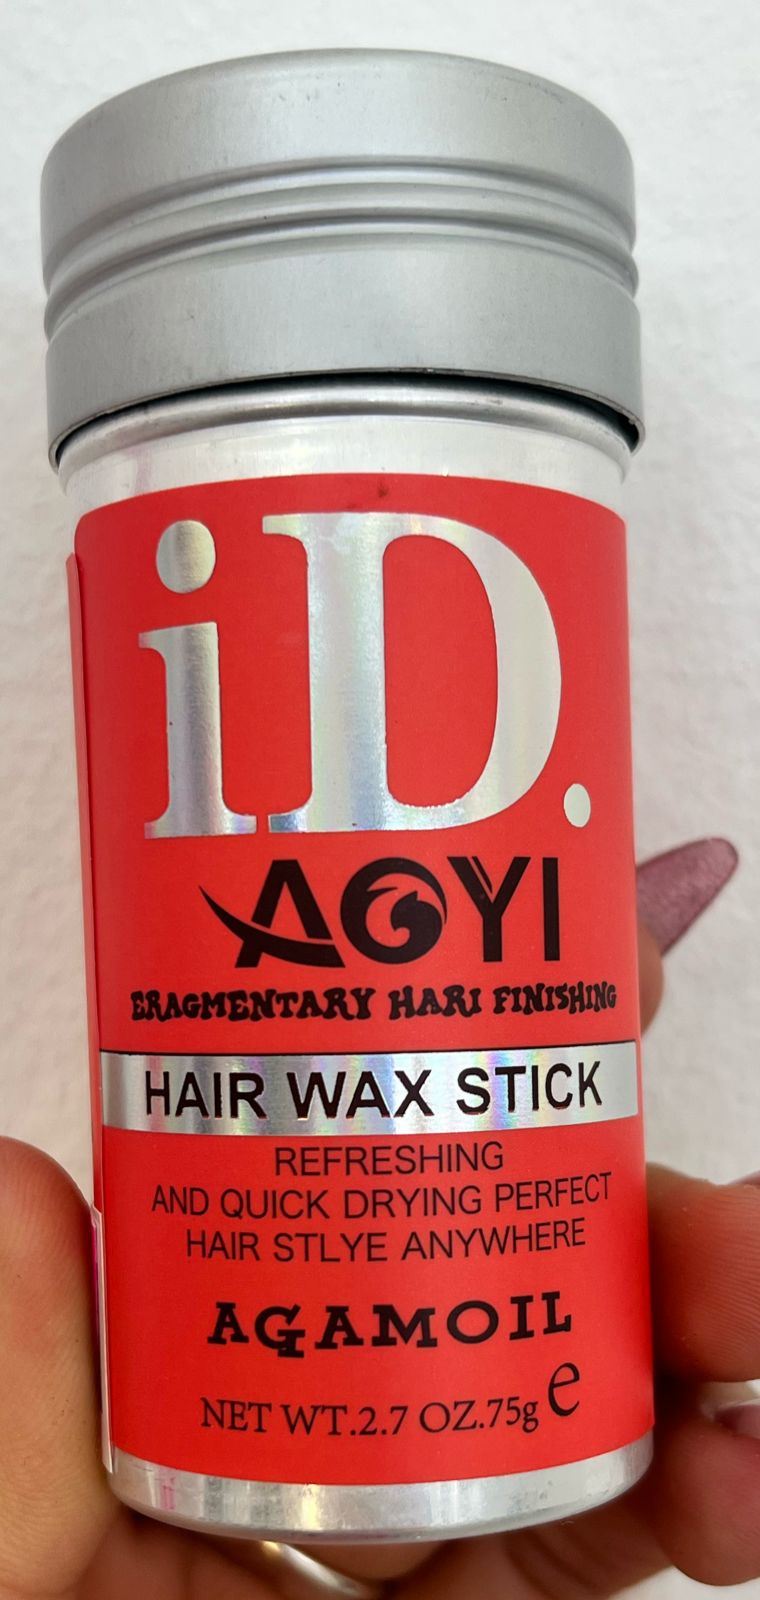 iD.
AOYI
ERAGMENTARY HARI FINISHING
HAIR WAX STICK
REFRESHING
AND QUICK DRYING PERFECT
HAIR STLYE ANYWHERE
AGAMOIL
NET WT.2.7 OZ.75g e